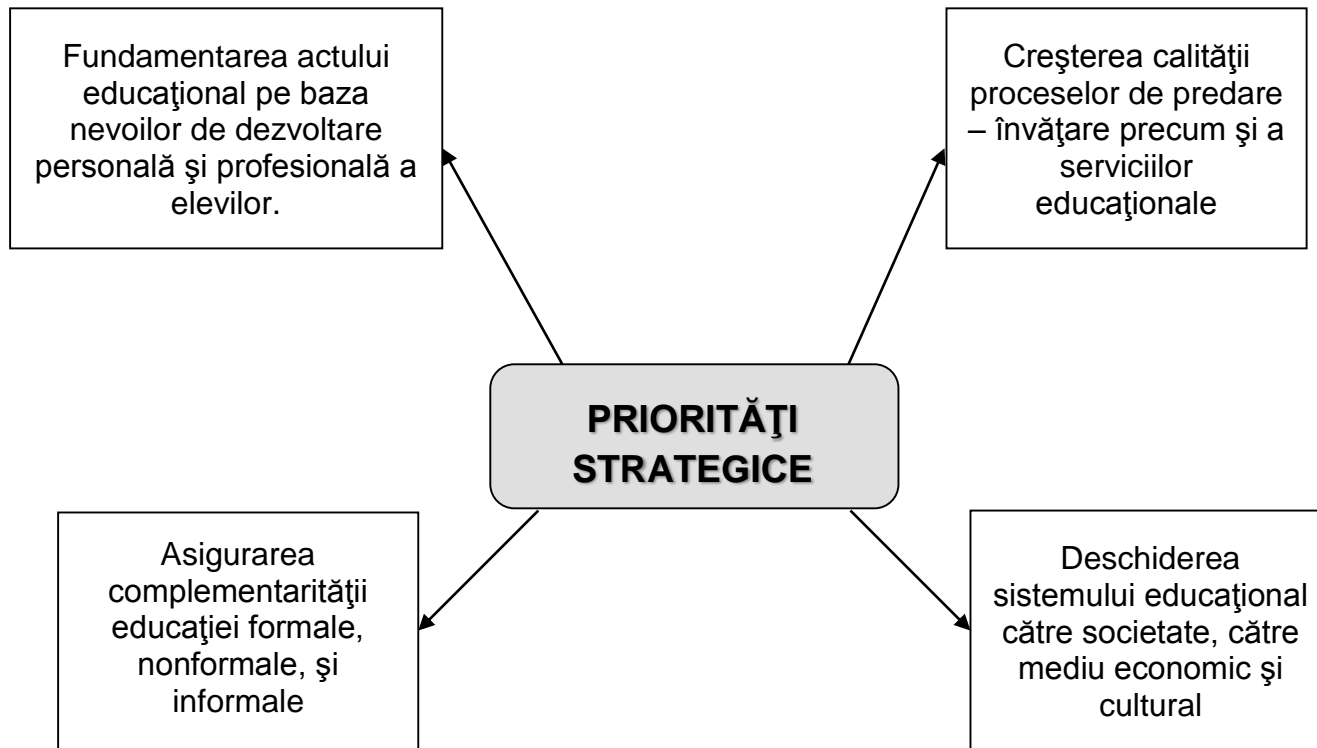 Fundamentarea actului
educaţional pe baza
nevoilor de dezvoltare
personală şi profesională a
elevilor.
Creşterea calităţii
proceselor de predare
– învăţare precum şi a
serviciilor
educaţionale
PRIORITĂŢI
STRATEGICE
Asigurarea
complementarităţii
educaţiei formale,
nonformale, şi
informale
Deschiderea
sistemului educaţional
către societate, către
mediu economic şi
cultural